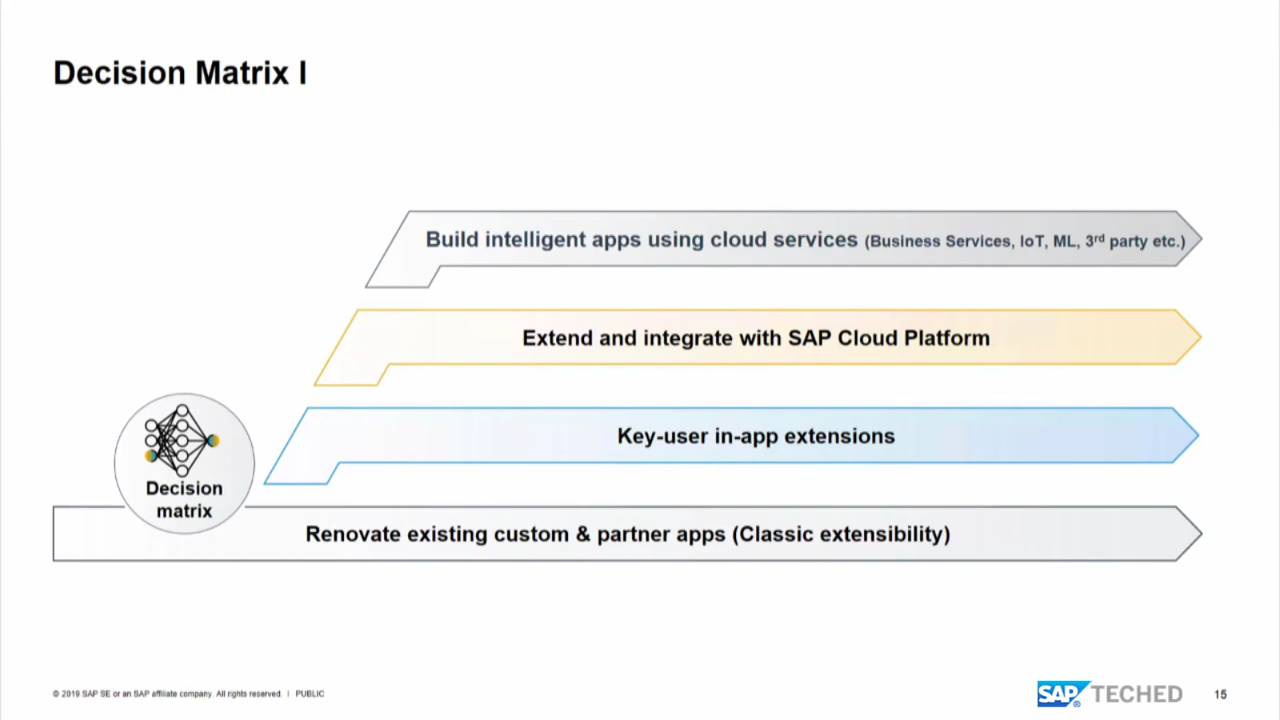 Decision Matrix I
Build intelligent apps using cloud services (Business Services, IoT, ML, 3rd party etc.)
Extend and integrate with SAP Cloud Platform
Key-user in-app extensions
Decision
matrix
Renovate existing custom & partner apps (Classic extensibility)
© 2019 SAP SE or an SAP affiliate company. All rights reserved. | PUBLIC
SAP® TECHED
15